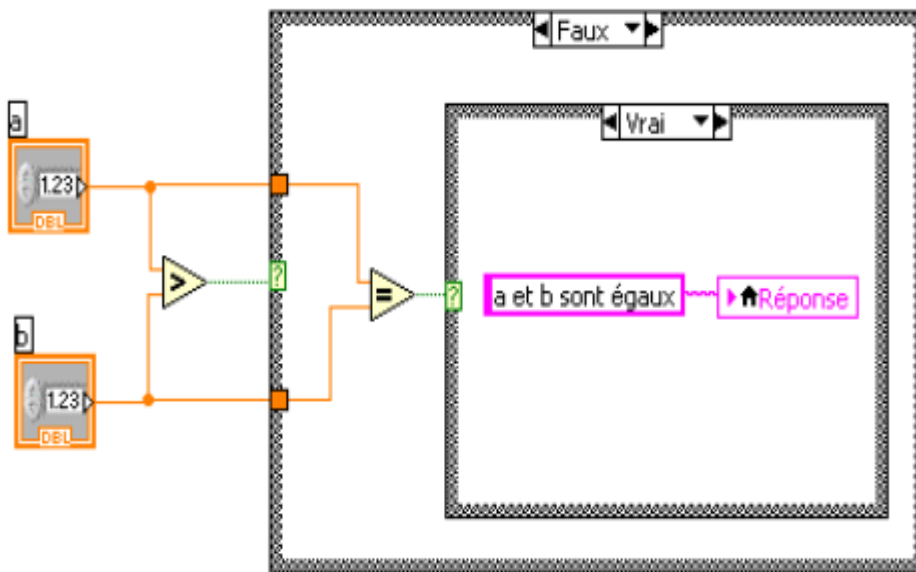 Faux
Vrai
a
1.23
DBL
>
?
=
?
a et b sont égaux
Réponse
b
1.23
DBL